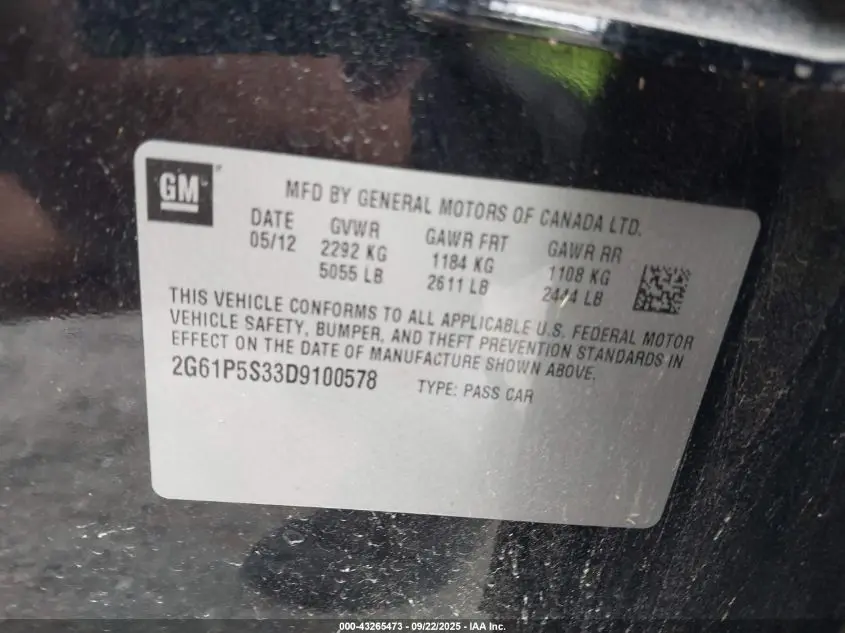 GM
MFD BY GENERAL MOTORS OF CANADA LTD.
DATE GVWR GAWR FRT GAWR RR
05/12 2292 KG 1184 KG 1108 KG
5055 LB 2611 LB 2444 LB
THIS VEHICLE CONFORMS TO ALL APPLICABLE U.S. FEDERAL MOTOR
VEHICLE SAFETY, BUMPER, AND THEFT PREVENTION STANDARDS IN
EFFECT ON THE DATE OF MANUFACTURE SHOWN ABOVE.
2G61P5S33D9100578 TYPE: PASS CAR
000-43265473 - 09/22/2025 - IAA Inc.